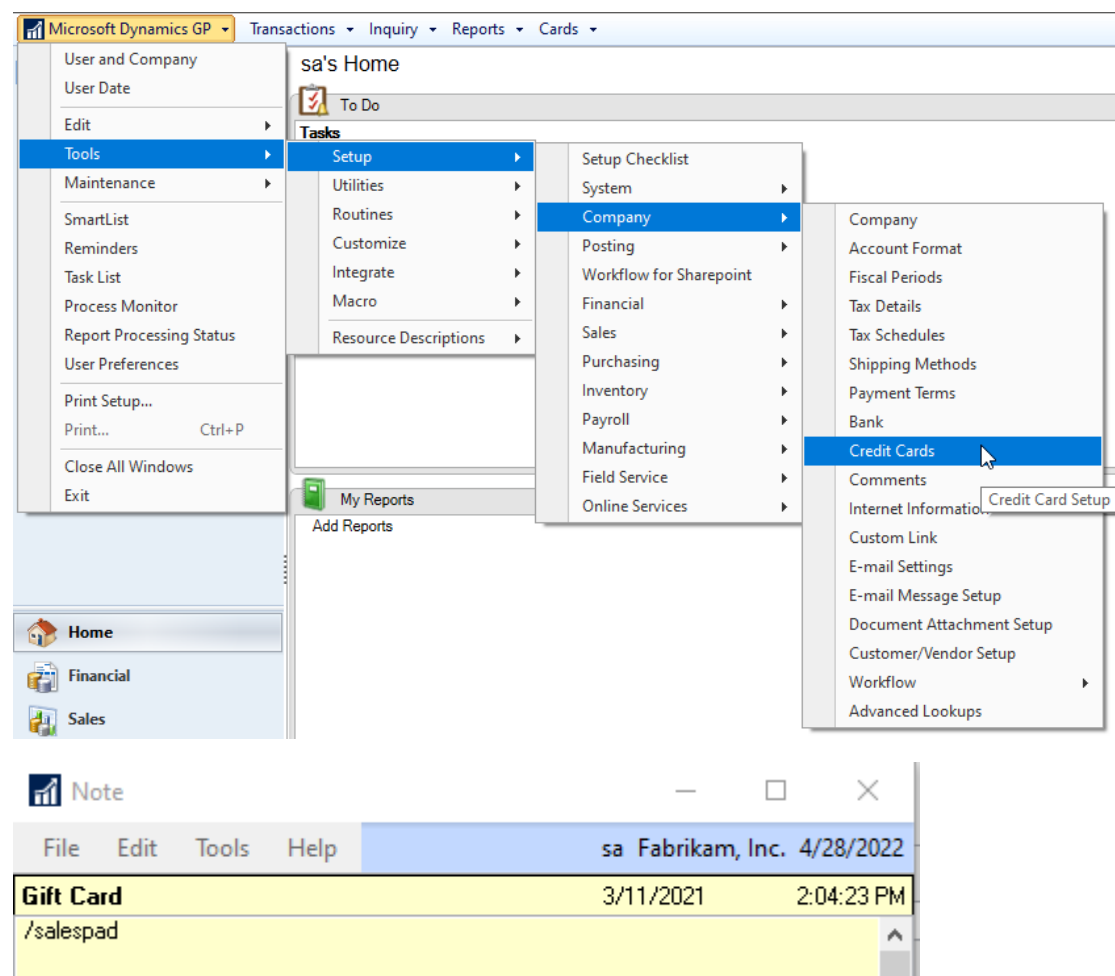 Microsoft Dynamics GP Transactions Inquiry Reports Cards
User and Company
User Date
Edit
Tools
Maintenance
SmartList
Reminders
Task List
Process Monitor
Report Processing Status
User Preferences
Print Setup...
Print... Ctrl+P
Close All Windows
Exit
sa's Home
To Do
Tasks
Setup
Utilities
Routines
Customize
Integrate
Macro
Resource Descriptions
Setup Checklist
System
Company
Posting
Workflow for Sharepoint
Financial
Sales
Purchasing
Inventory
Payroll
Manufacturing
Field Service
Online Services
Company
Account Format
Fiscal Periods
Tax Details
Tax Schedules
Shipping Methods
Payment Terms
Bank
Credit Cards
Comments
Credit Card Setup
Internet Information
Custom Link
E-mail Settings
E-mail Message Setup
Document Attachment Setup
Customer/Vendor Setup
Workflow
Advanced Lookups
My Reports
Add Reports
Home
Financial
Sales
Note
File Edit Tools Help sa Fabrikam, Inc. 4/28/2022
Gift Card 3/11/2021 2:04:23 PM
/salespad